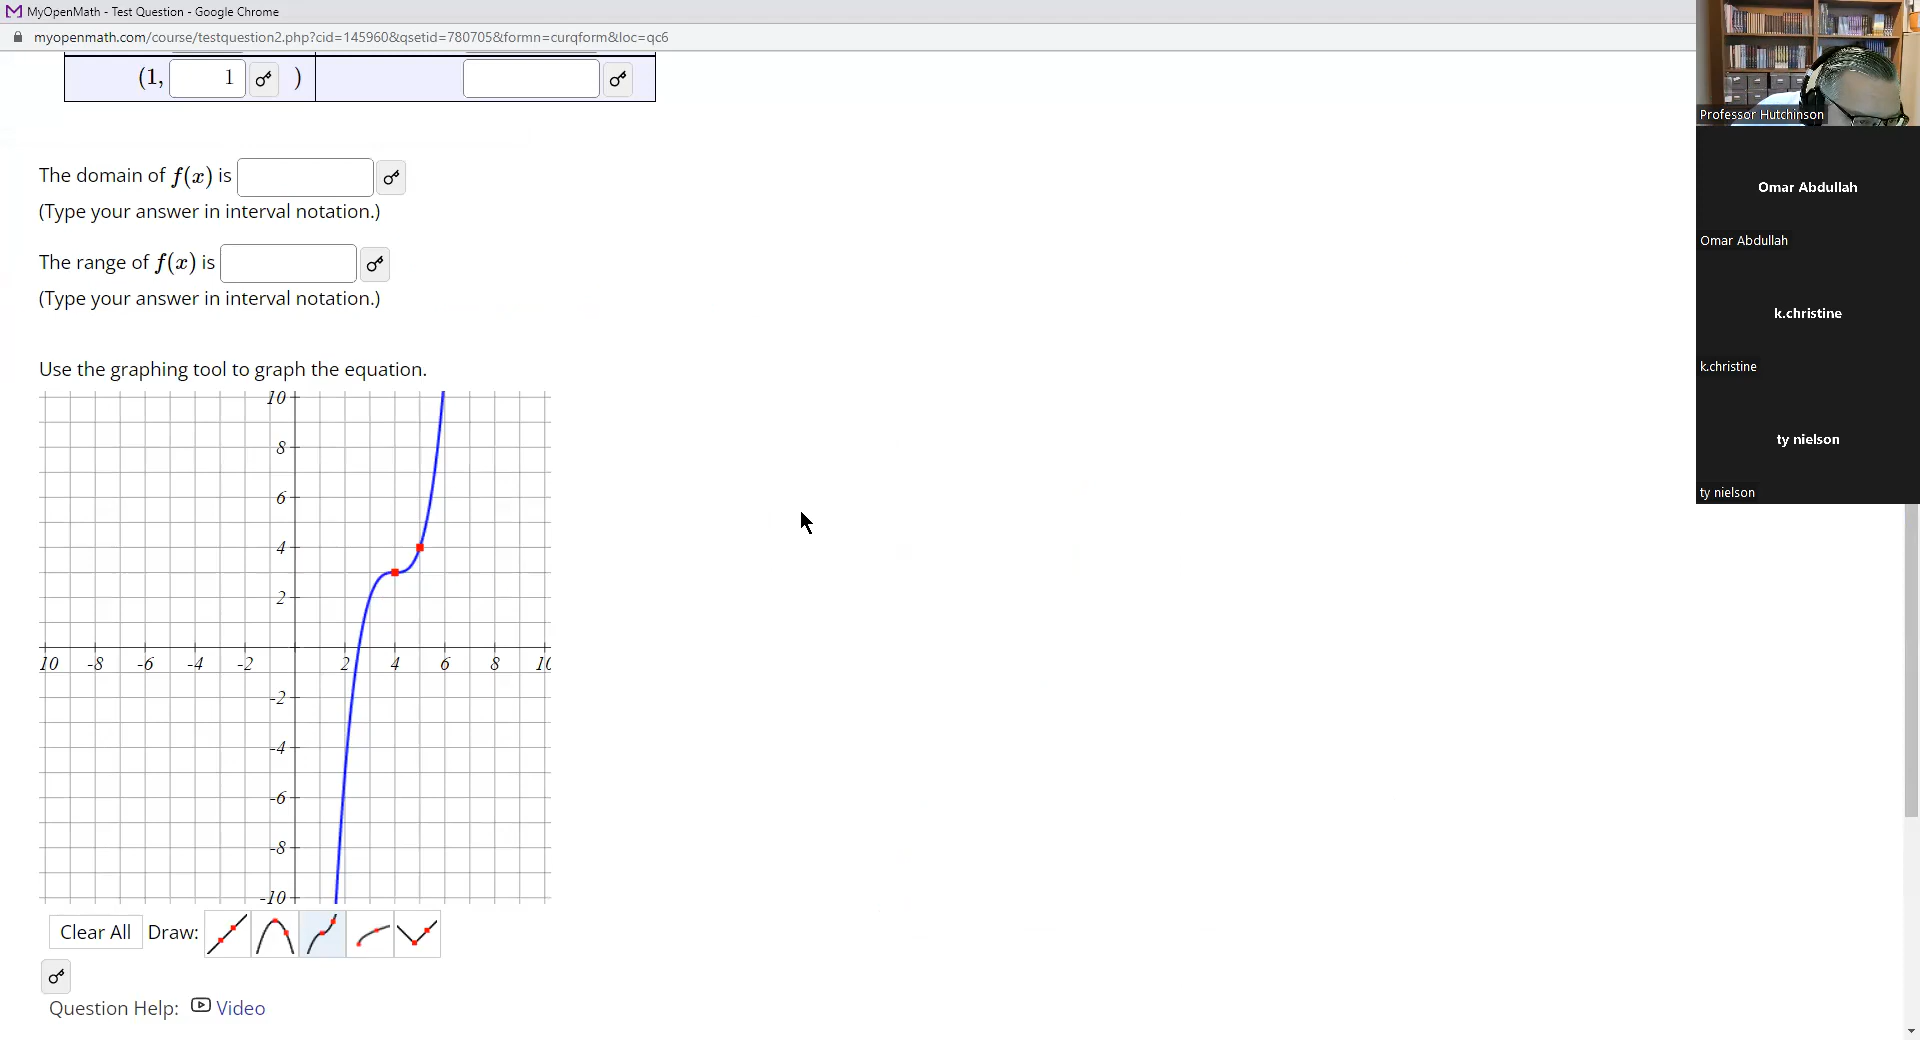 MyOpenMath - Test Question - Google Chrome
myopenmath.com/course/testquestion2.php?cid=145960&qsetid=780705&formn=curqform&loc=qc6
(1, 1 )
The domain of f(x) is
(Type your answer in interval notation.)
The range of f(x) is
(Type your answer in interval notation.)
Use the graphing tool to graph the equation.
10
8
6
4
2
10 -8 -6 -4 -2 2 4 6 8 10
-2
-4
-6
-8
-10
Clear All Draw:
Question Help: Video
Professor Hutchinson
Omar Abdullah
Omar Abdullah
k.christine
k.christine
ty nielson
ty nielson